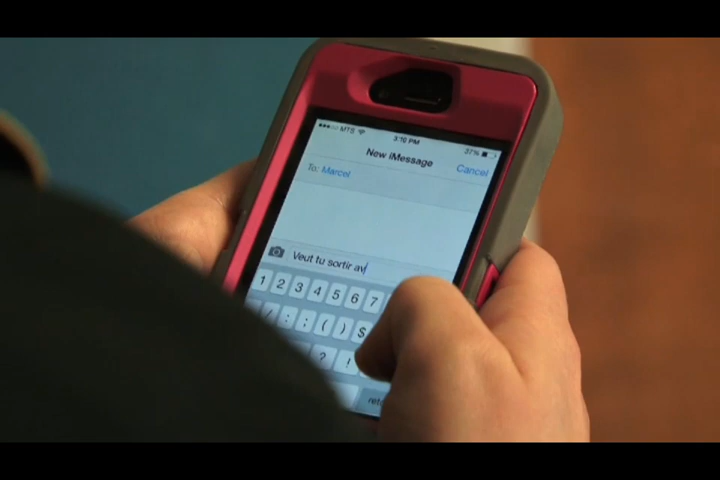 MTS 3:10 PM 37%
New iMessage Cancel
To: Marcel
Veut tu sortir av
1 2 3 4 5 6 7
/ : ; ( ) $
? !